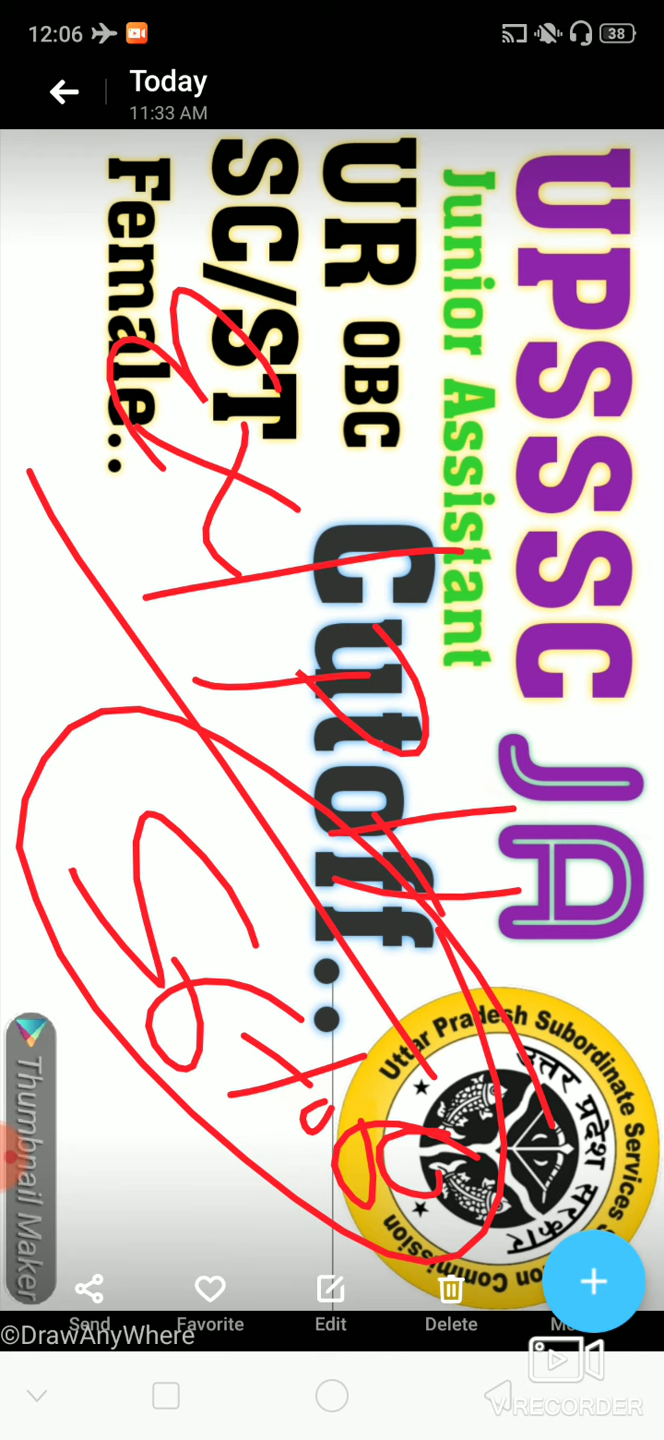 12:06
38
Today
11:33 AM
UPSSSC JA
Junior Assistant
UR OBC
Cutoff..
SC/ST
Female..
Uttar Pradesh Subordinate Services
Commission
उत्तर प्रदेश सरकार
Thumbnail Maker
Send
Favorite
Edit
Delete
©DrawAnyWhere
V RECORDER